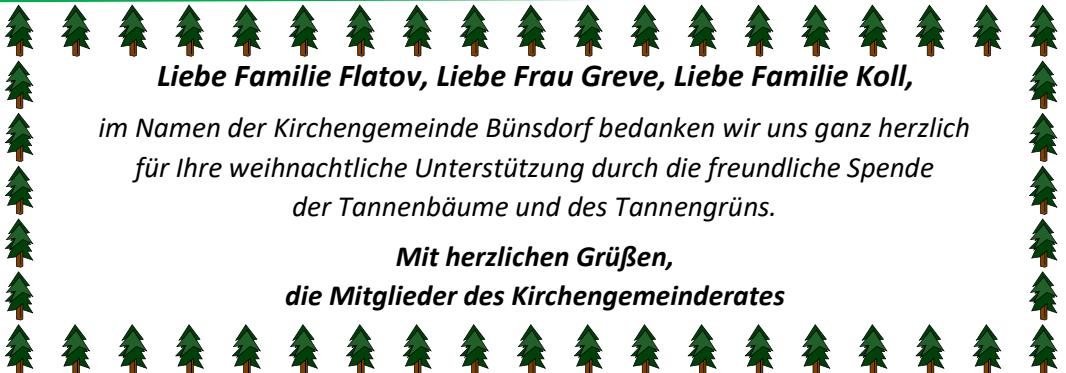 Liebe Familie Flatov, Liebe Frau Greve, Liebe Familie Koll,
im Namen der Kirchengemeinde Bünsdorf bedanken wir uns ganz herzlich
für Ihre weihnachtliche Unterstützung durch die freundliche Spende
der Tannenbäume und des Tannengrüns.
Mit herzlichen Grüßen,
die Mitglieder des Kirchengemeinderates